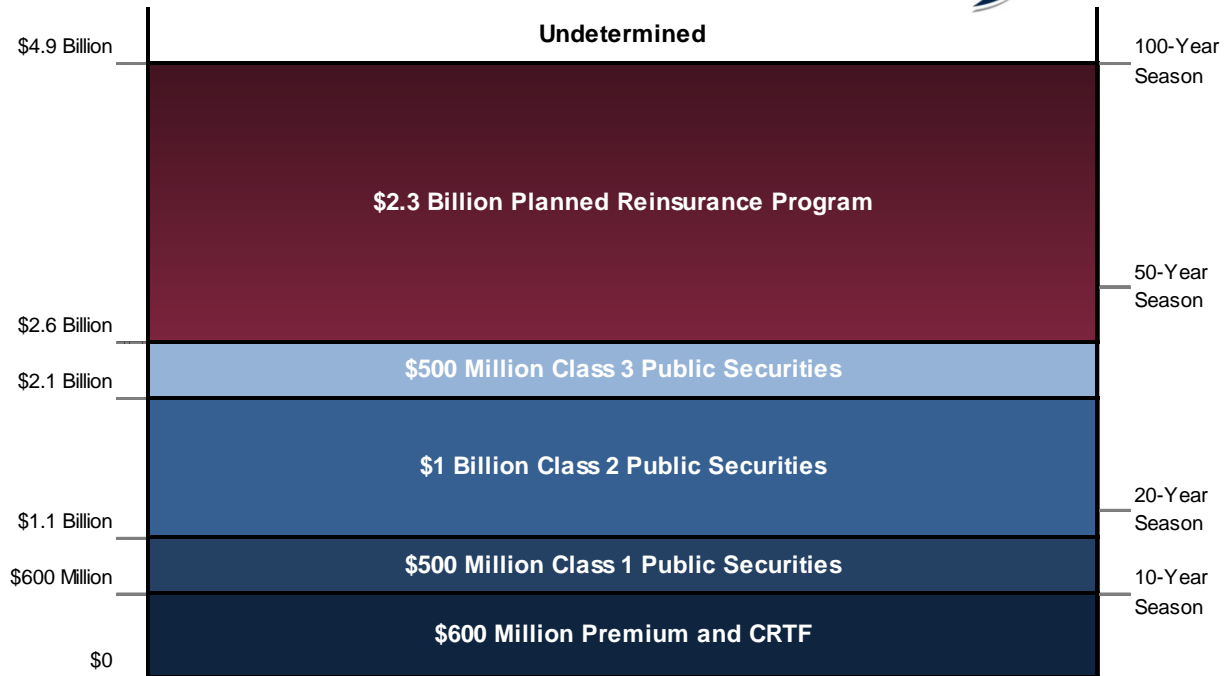 Undetermined
$4.9 Billion
100-Year
Season
$2.3 Billion Planned Reinsurance Program
50-Year
Season
$2.6 Billion
$500 Million Class 3 Public Securities
$2.1 Billion
$1 Billion Class 2 Public Securities
20-Year
Season
$1.1 Billion
$500 Million Class 1 Public Securities
$600 Million
10-Year
Season
$600 Million Premium and CRTF
$0